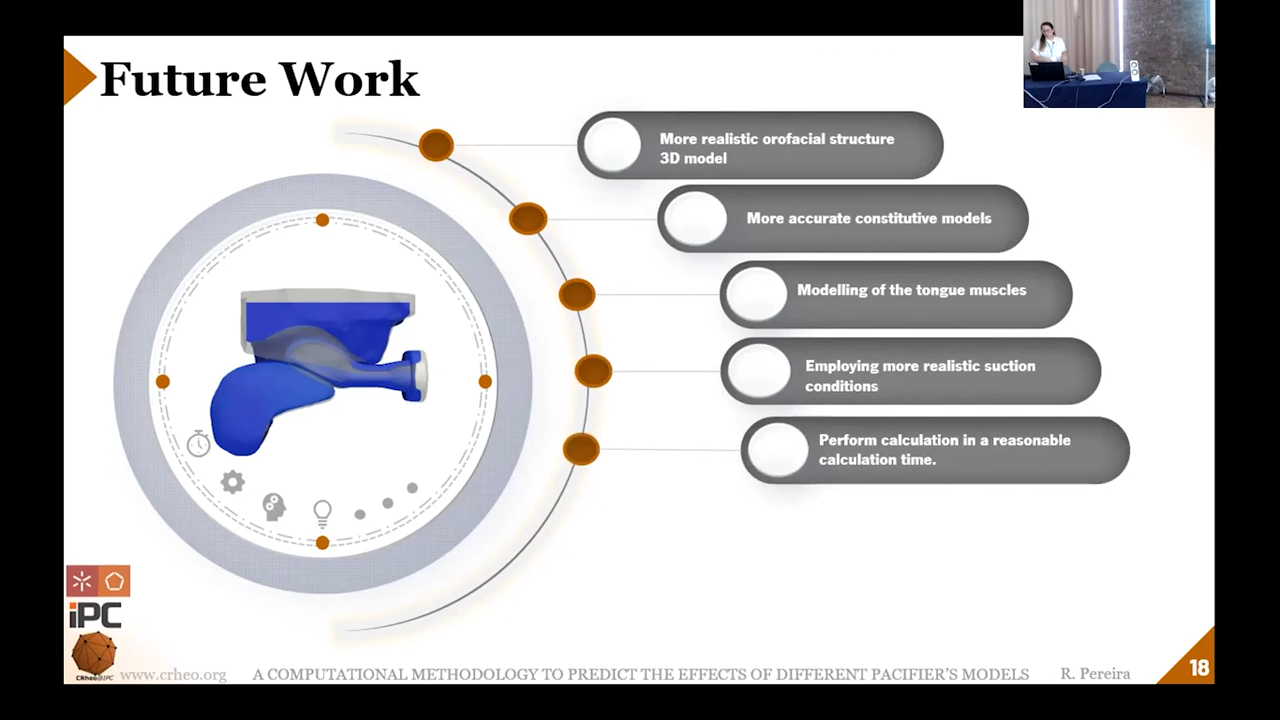 Future Work
More realistic orofacial structure
3D model
More accurate constitutive models
Modelling of the tongue muscles
Employing more realistic suction
conditions
Perform calculation in a reasonable
calculation time.
iPC
CRheo@IPC
www.crheo.org
A COMPUTATIONAL METHODOLOGY TO PREDICT THE EFFECTS OF DIFFERENT PACIFIER'S MODELS
R. Pereira
18